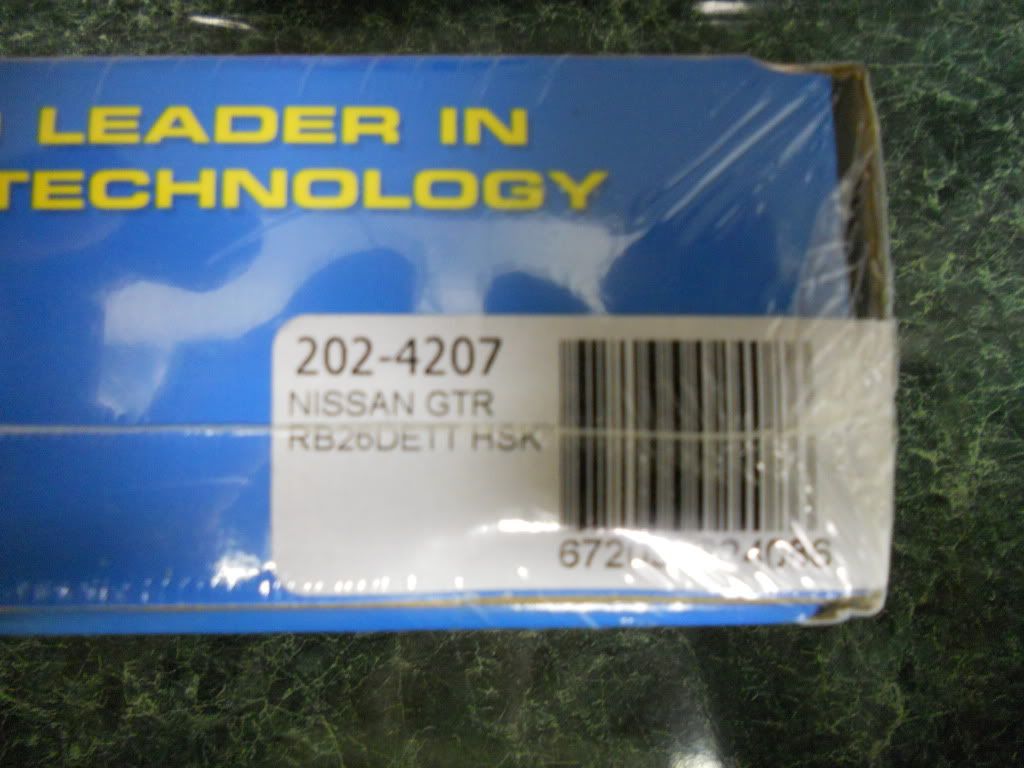 LEADER IN
TECHNOLOGY
202-4207
NISSAN GTR
RB26DETT HSK